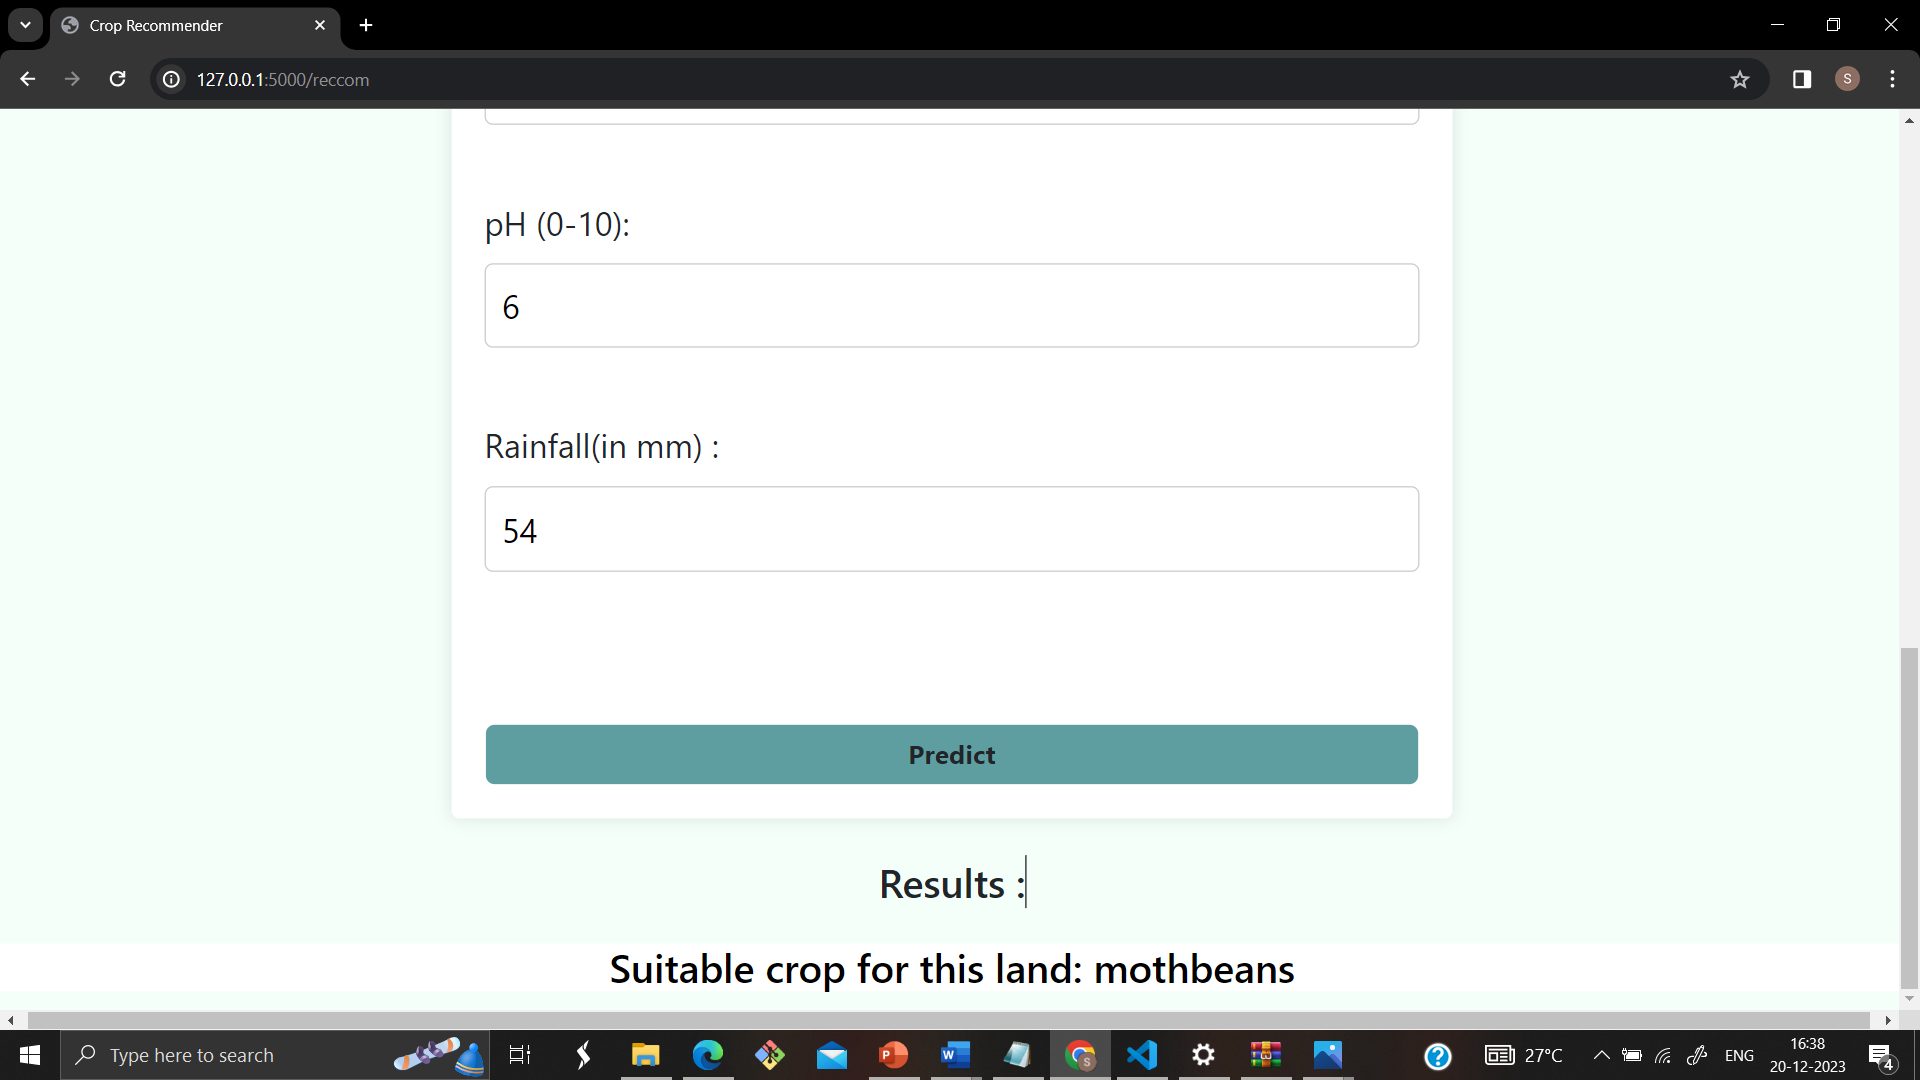 Crop Recommender
127.0.0.1:5000/reccom
S
pH (0-10):
6
Rainfall(in mm) :
54
Predict
Results :
Suitable crop for this land: mothbeans
Type here to search
27°C
ENG
16:38
20-12-2023
4